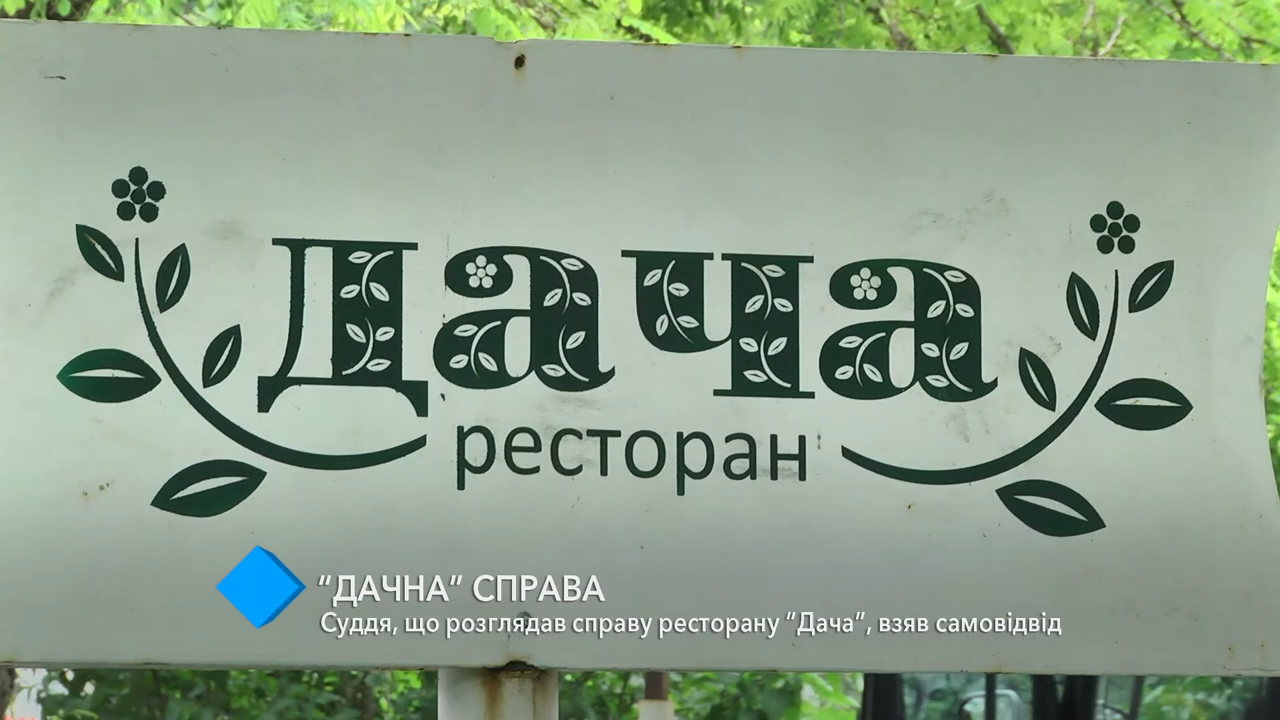 Дача
ресторан
"ДАЧНА" СПРАВА
Суддя, що розглядав справу ресторану "Дача", взяв самовідвід